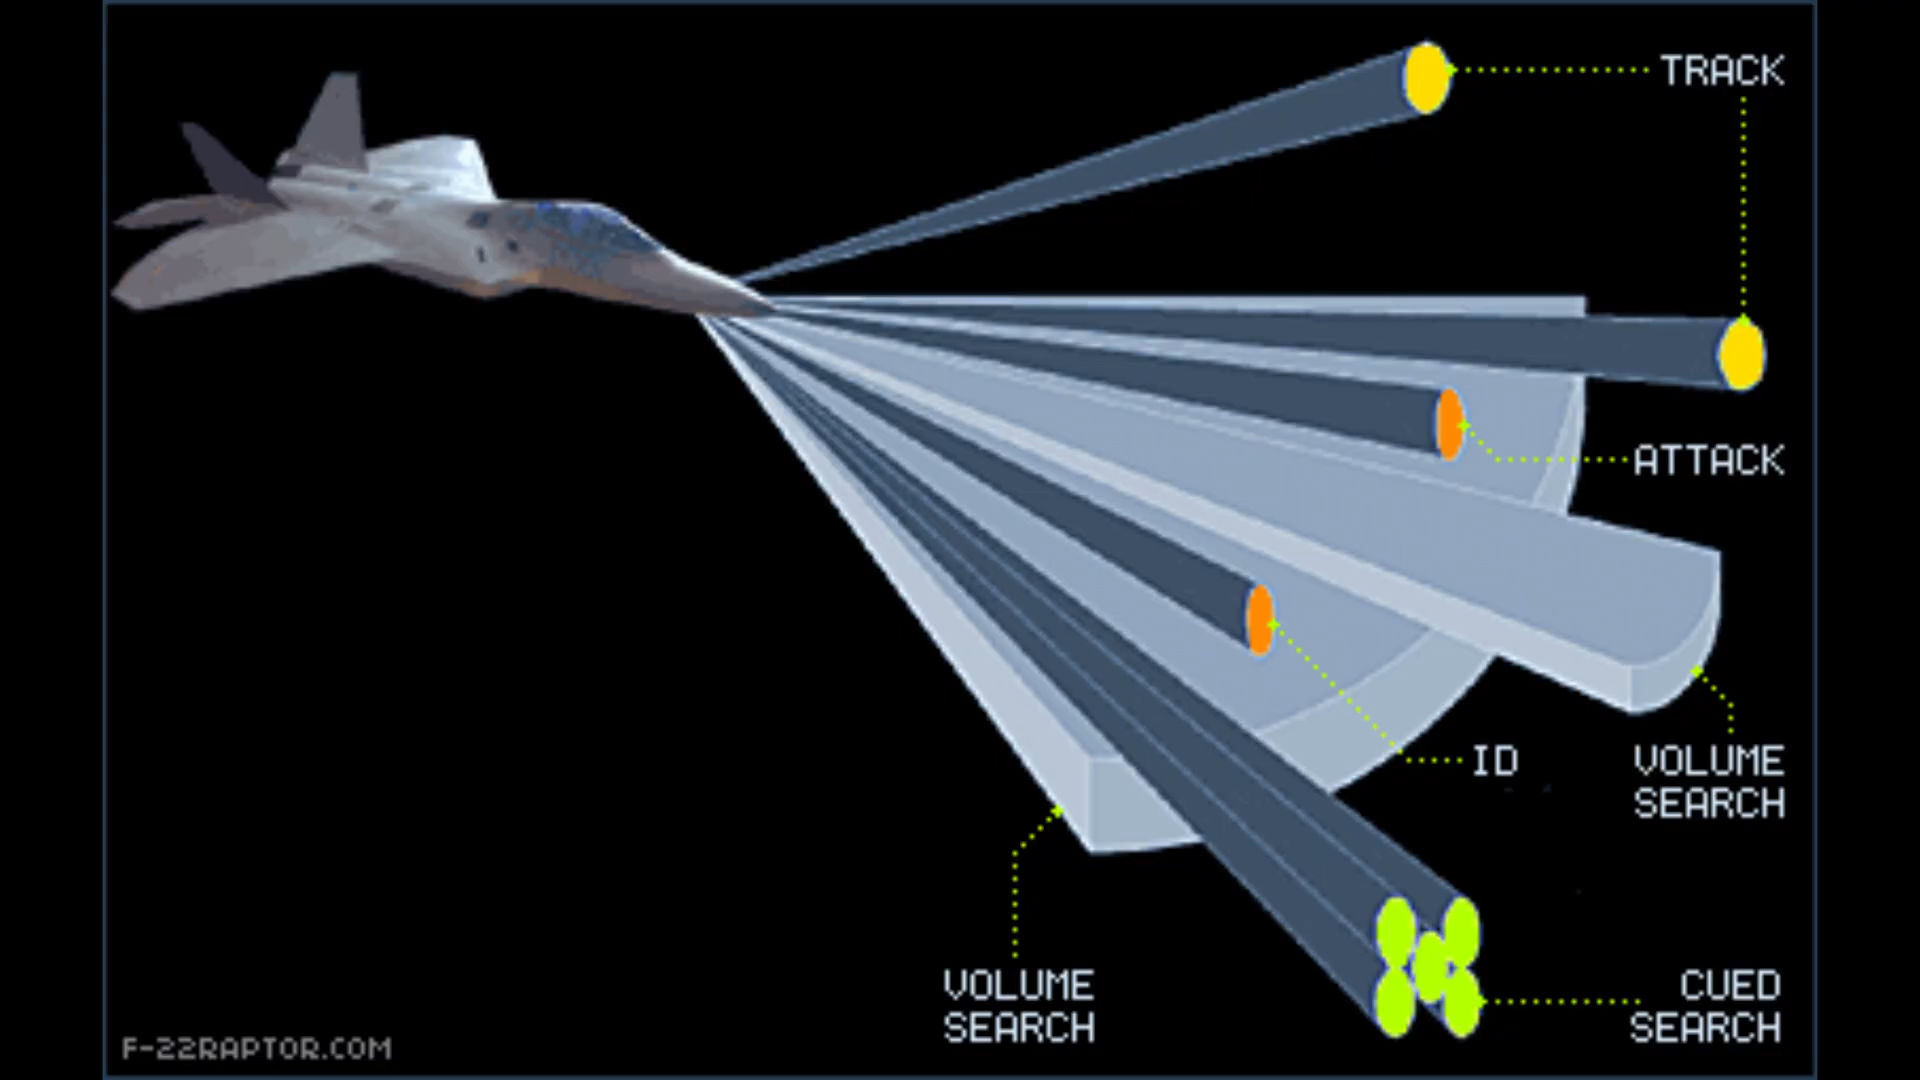 TRACK
ATTACK
ID
VOLUME
SEARCH
VOLUME
SEARCH
CUED
SEARCH
F-22RAPTOR.COM